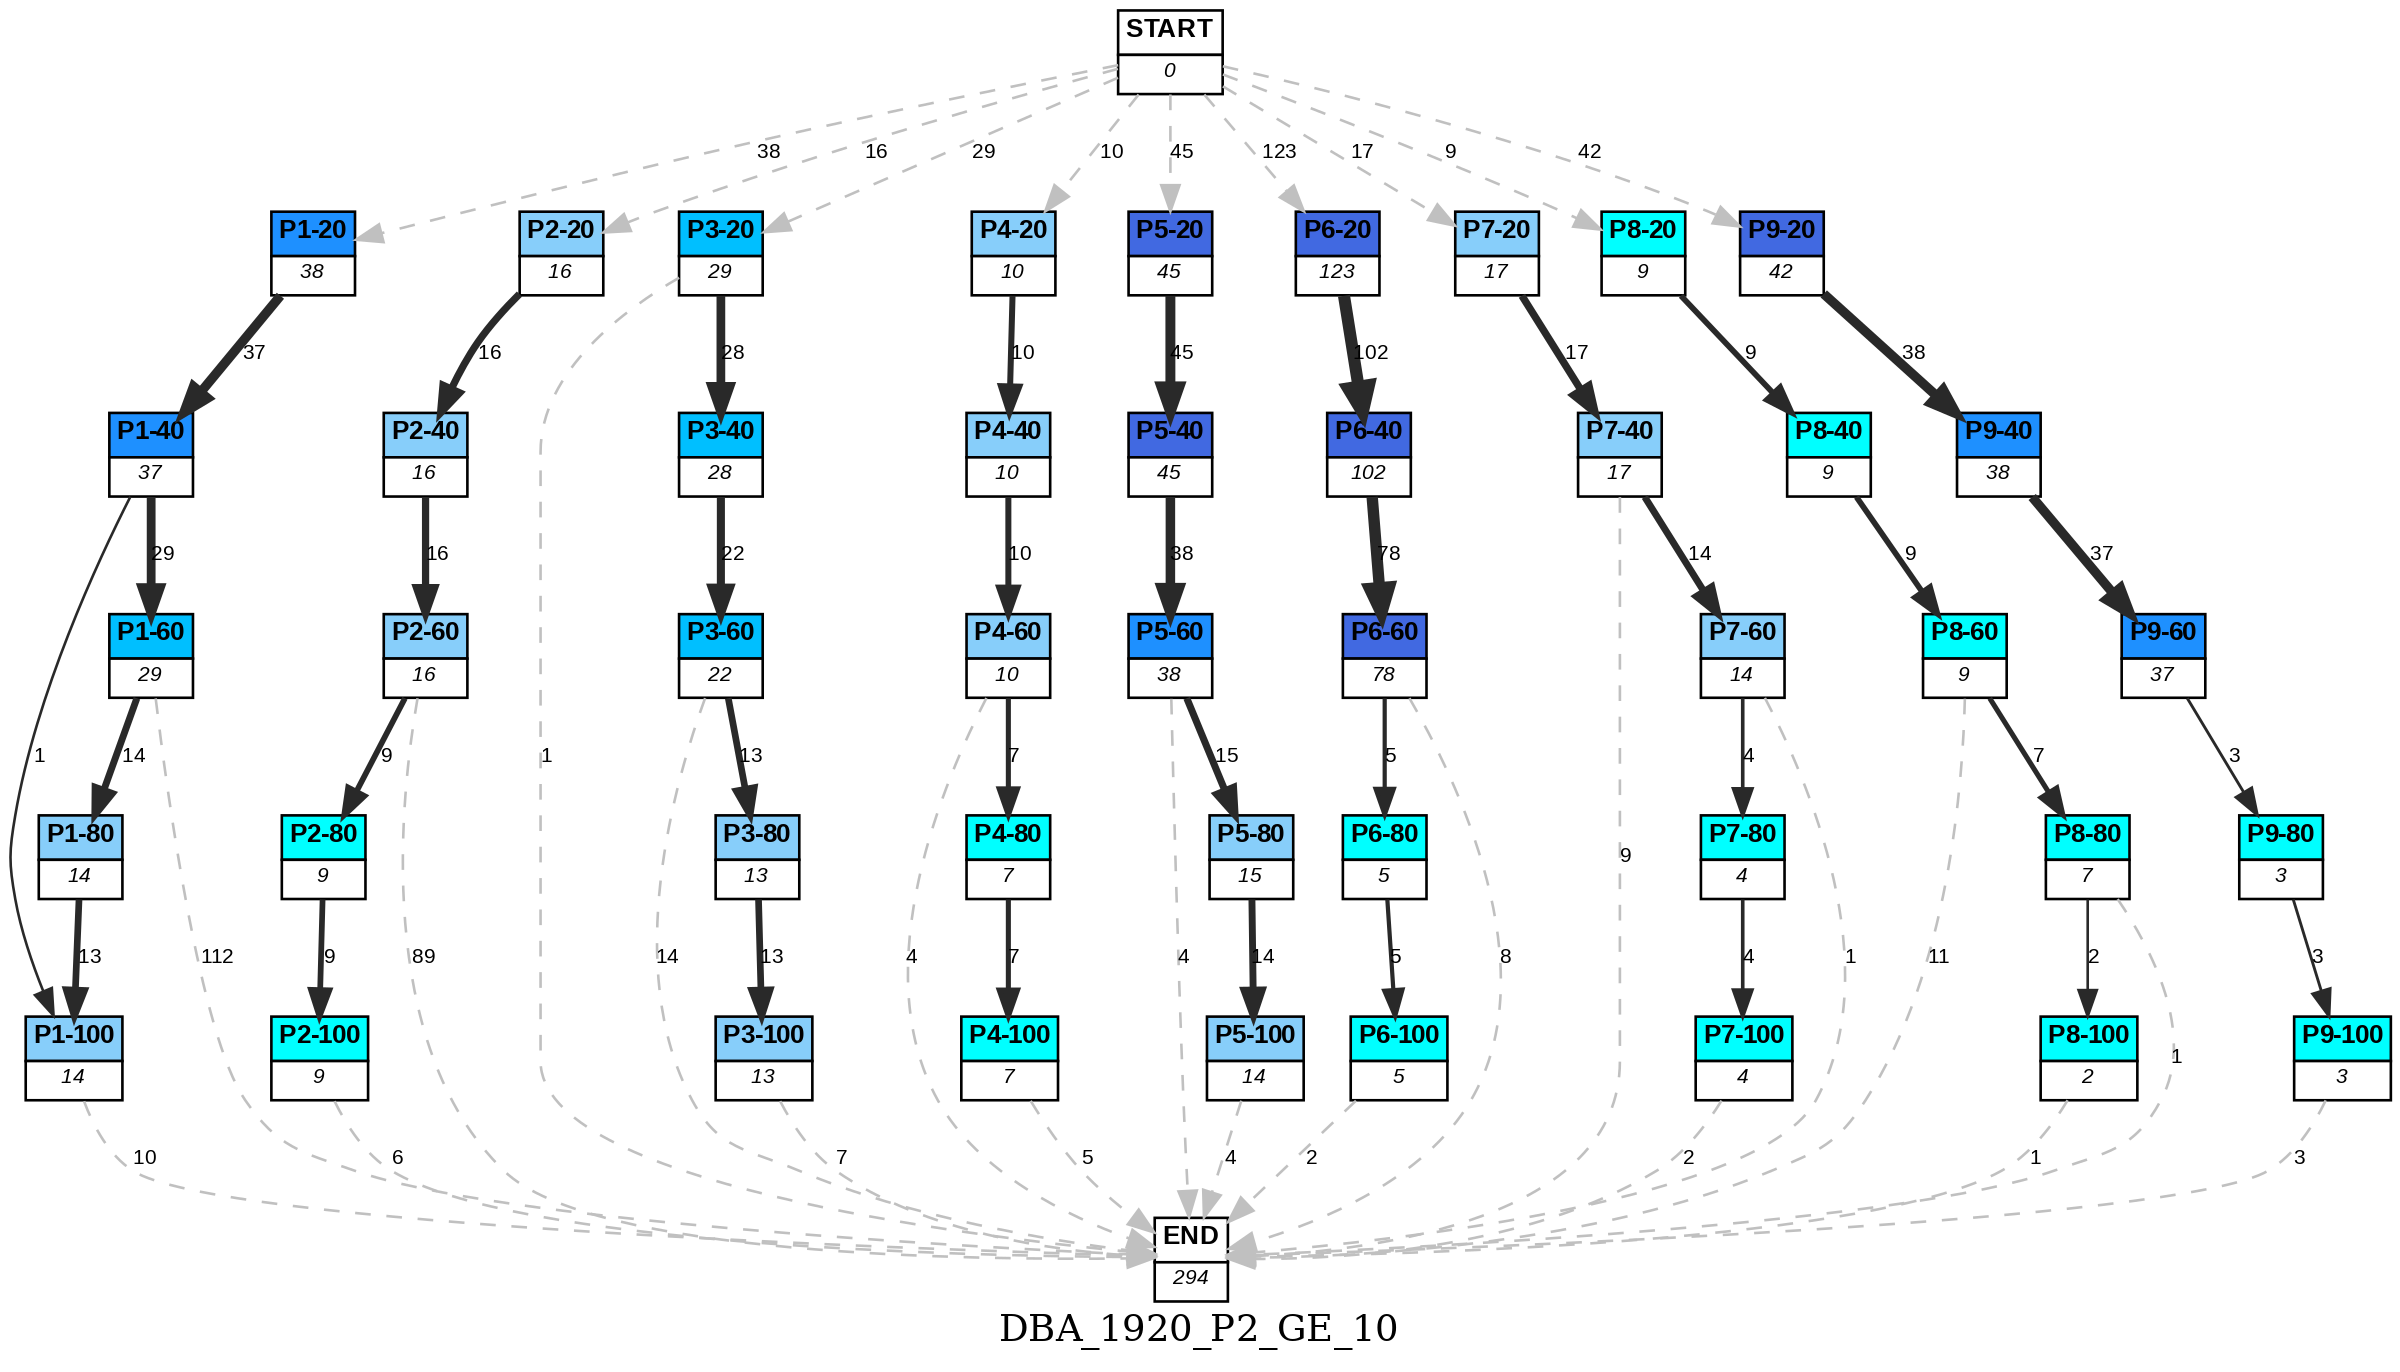 START
0
38
16
29
10
45
123
17
9
42
P1-20
38
P2-20
16
P3-20
29
P4-20
10
P5-20
45
P6-20
123
P7-20
17
P8-20
9
P9-20
42
37
16
28
10
45
102
17
9
38
P1-40
37
P2-40
16
P3-40
28
P4-40
10
P5-40
45
P6-40
102
P7-40
17
P8-40
9
P9-40
38
29
16
22
10
38
78
14
9
37
P1-60
29
P2-60
16
P3-60
22
P4-60
10
P5-60
38
P6-60
78
P7-60
14
P8-60
9
P9-60
37
1
14
9
1
13
7
15
5
4
7
3
P1-80
14
P2-80
9
P3-80
13
P4-80
7
P5-80
15
P6-80
5
9
P7-80
4
P8-80
7
P9-80
3
13
112
9
89
14
13
4
7
4
14
5
8
4
1
11
2
3
P1-100
14
P2-100
9
P3-100
13
P4-100
7
P5-100
14
P6-100
5
P7-100
4
P8-100
2
1
P9-100
3
10
6
7
5
4
2
2
1
3
END
294
DBA_1920_P2_GE_10